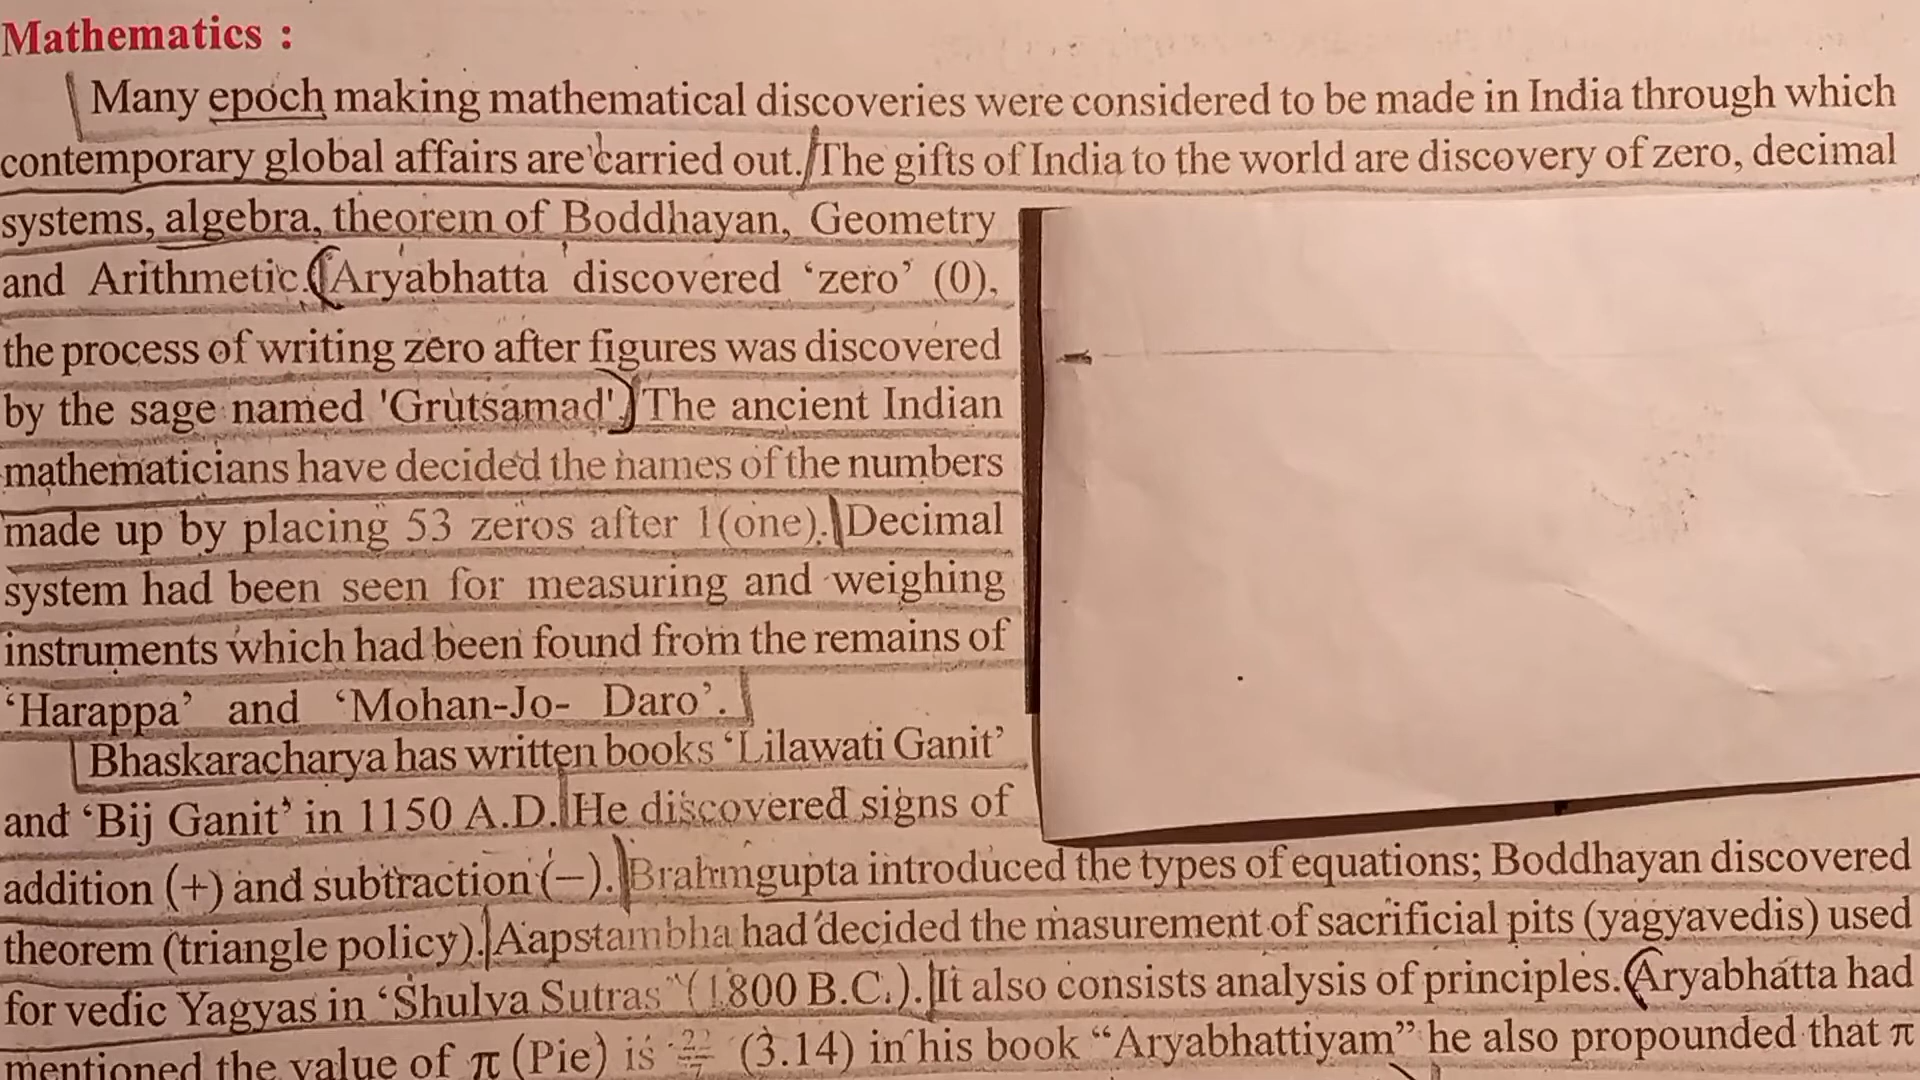 Mathematics :
Many epoch making mathematical discoveries were considered to be made in India through which
contemporary global affairs are carried out. The gifts of India to the world are discovery of zero, decimal
systems, algebra, theorem of Boddhayan, Geometry
and Arithmetic. Aryabhatta discovered ‘zero’ (0),
the process of writing zero after figures was discovered
by the sage named 'Grutsamad'. The ancient Indian
mathematicians have decided the names of the numbers
made up by placing 53 zeros after 1(one). Decimal
system had been seen for measuring and weighing
instruments which had been found from the remains of
‘Harappa’ and ‘Mohan-Jo- Daro’.
Bhaskaracharya has written books ‘Lilawati Ganit’
and ‘Bij Ganit’ in 1150 A.D. He discovered signs of
addition (+) and subtraction (−). Brahmgupta introduced the types of equations; Boddhayan discovered
theorem (triangle policy). Aapstambha had decided the masurement of sacrificial pits (yagyavedis) used
for vedic Yagyas in ‘Shulva Sutras’ (1800 B.C.). It also consists analysis of principles. Aryabhatta had
mentioned the value of π (Pie) is 22/7 (3.14) in his book “Aryabhattiyam” he also propounded that π